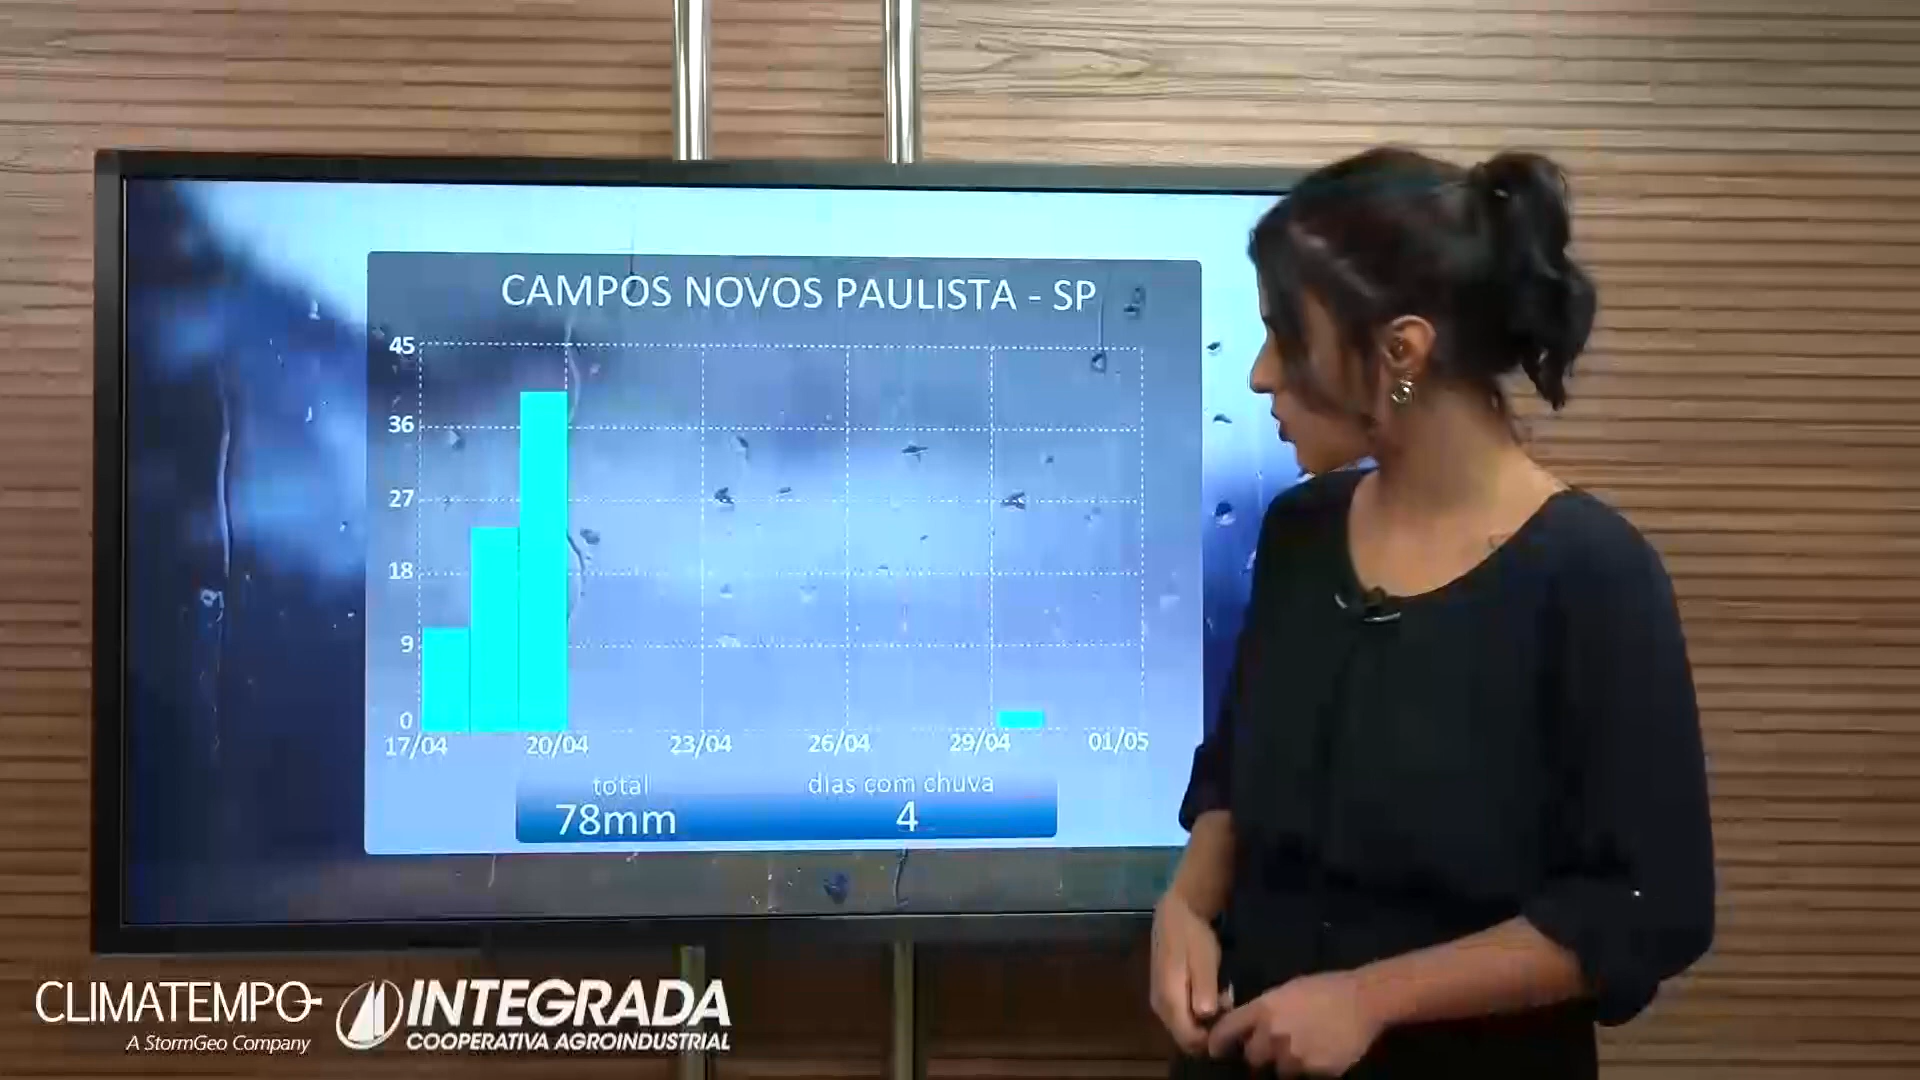 CAMPOS NOVOS PAULISTA - SP
45
36
27
18
9
0
17/04 20/04 23/04 26/04 29/04 01/05
total dias com chuva
78mm 4
CLIMATEMPO
A StormGeo Company
INTEGRADA
COOPERATIVA AGROINDUSTRIAL